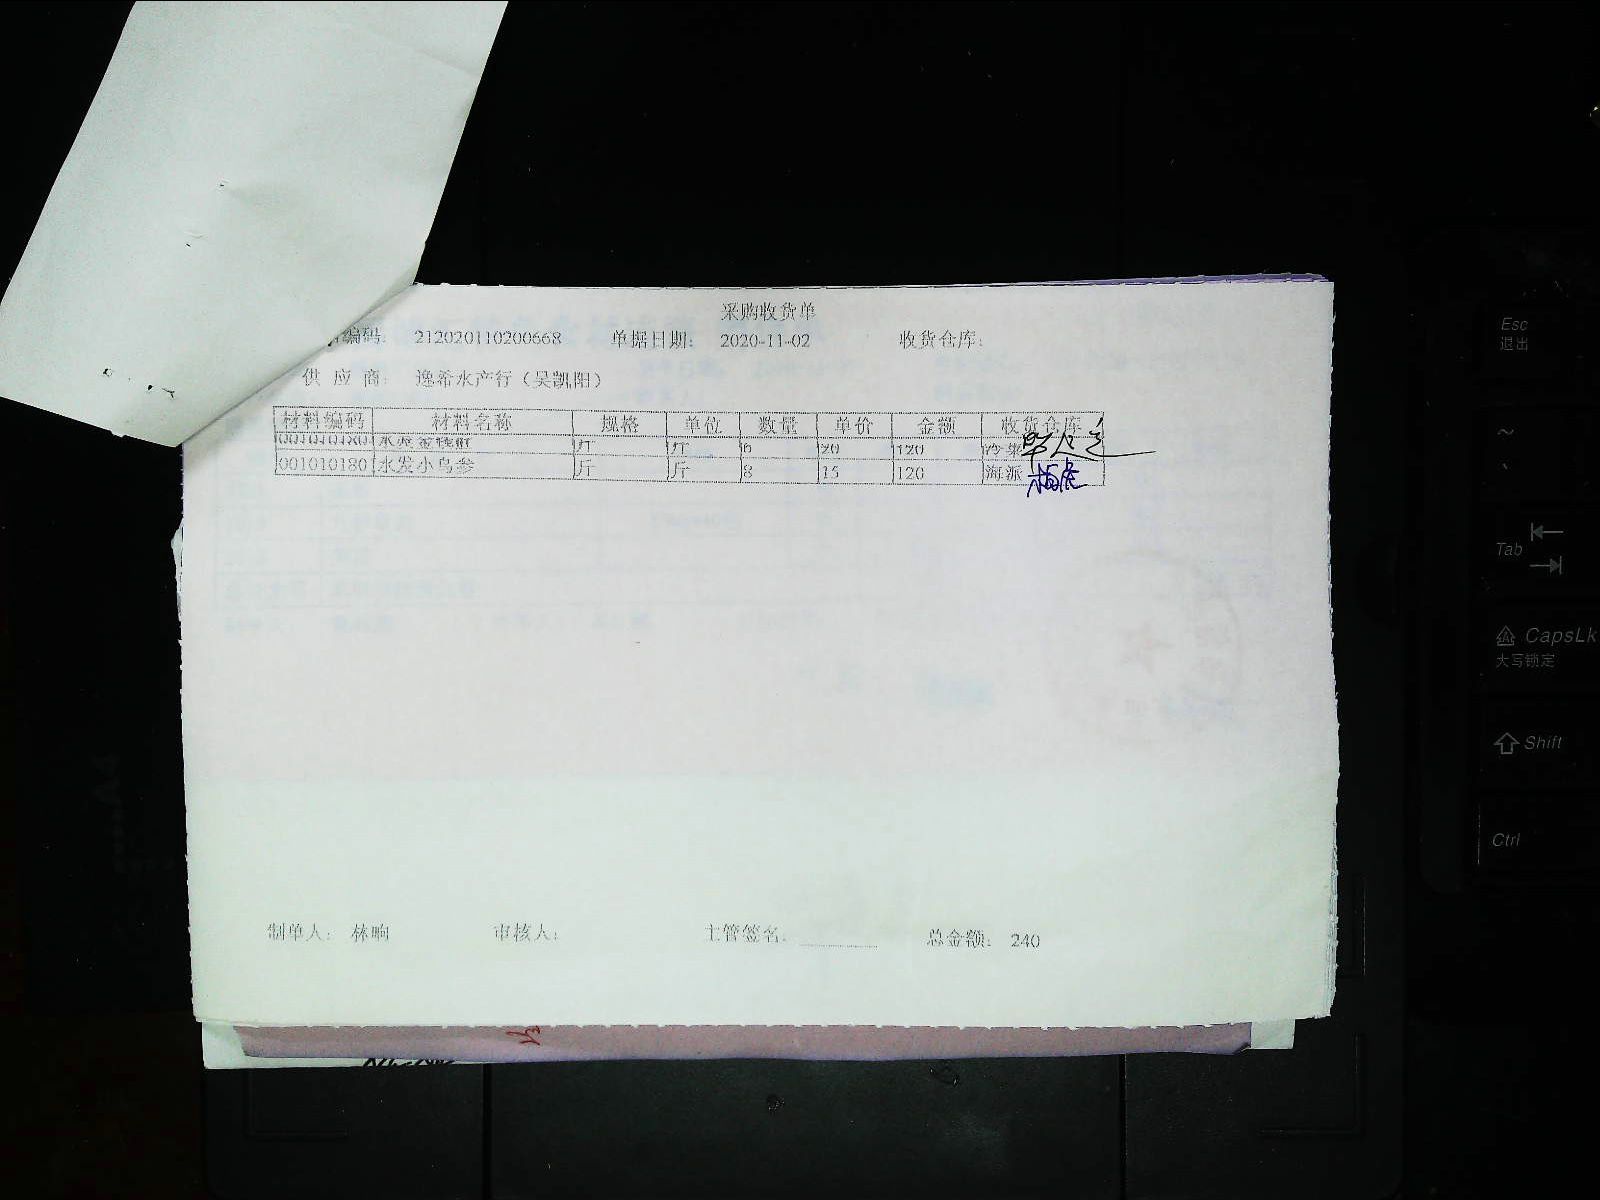 采购收货单
编码: 212020110200668 单据日期: 2020-11-02 收货仓库:
供 应 商: 逸希水产行（吴凯阳）
材料编码 材料名称 规格 单位 数量 单价 金额 收货仓库
斤 斤 6 20 120 冷菜
001010180 水发小乌参 斤 斤 8 15 120 海派
制单人: 林晌 审核人: 主管签名: 总金额: 240
Esc
退出
~
Tab
CapsLk
大写锁定
Shift
Ctrl